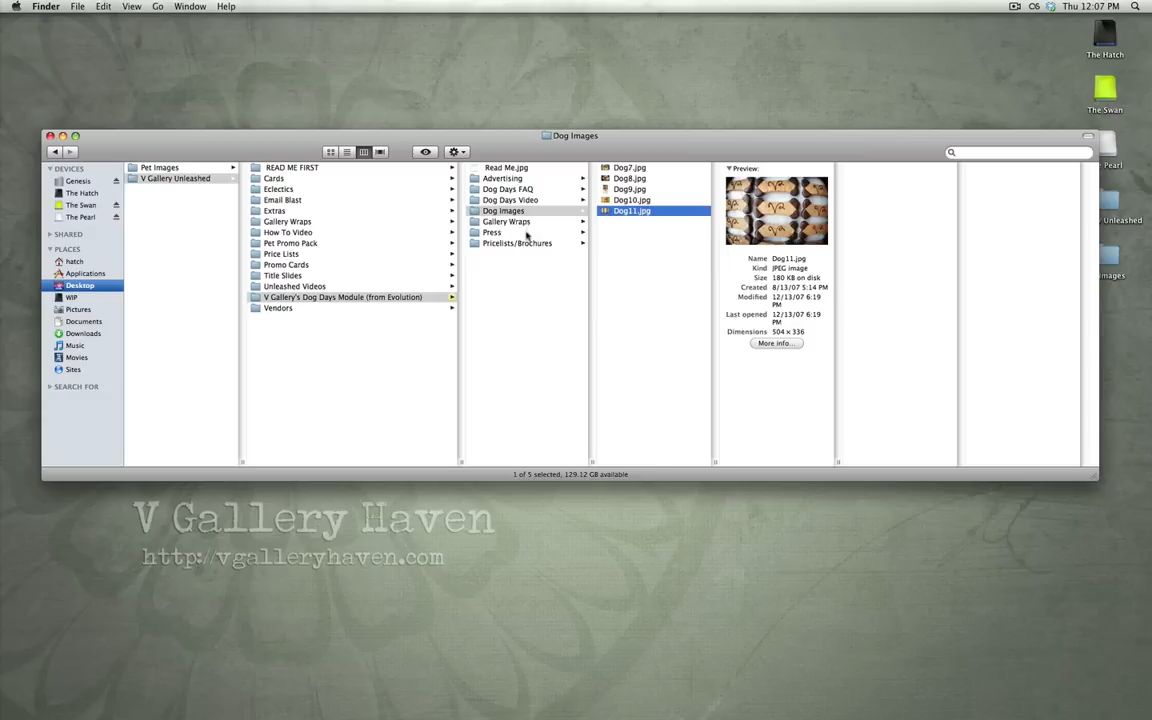 Finder File Edit View Go Window Help
Thu 12:07 PM
The Hatch
The Swan
Dog Images
DEVICES
Genesis
The Hatch
The Swan
The Pearl
SHARED
PLACES
hatch
Applications
Desktop
WIP
Pictures
Documents
Downloads
Music
Movies
Sites
SEARCH FOR
Pet Images
V Gallery Unleashed
READ ME FIRST
Cards
Eclectics
Email Blast
Extras
Gallery Wraps
How To Video
Pet Promo Pack
Price Lists
Promo Cards
Title Slides
Unleashed Videos
V Gallery's Dog Days Module (from Evolution)
Vendors
Read Me.jpg
Advertising
Dog Days FAQ
Dog Days Video
Dog Images
Gallery Wraps
Press
Pricelists/Brochures
Dog7.jpg
Dog8.jpg
Dog9.jpg
Dog10.jpg
Dog11.jpg
Preview:
Name Dog11.jpg
Kind JPEG image
Size 180 KB on disk
Created 8/13/07 5:14 PM
Modified 12/13/07 6:19
PM
Last opened 12/13/07 6:19
PM
Dimensions 504 × 336
More info...
Pearl
Unleashed
Images
1 of 5 selected, 129.12 GB available
V Gallery Haven
http://vgalleryhaven.com